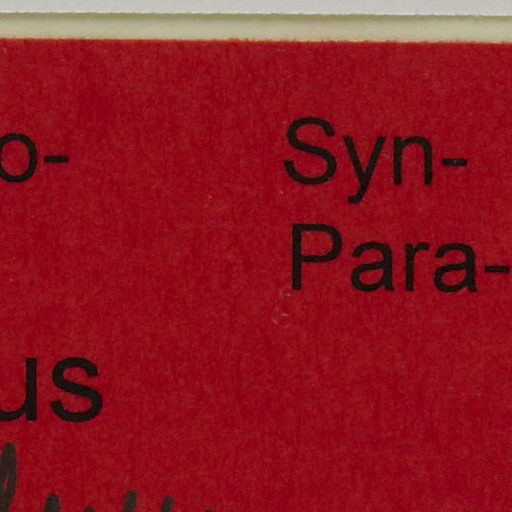 o- Syn-
Para-
us